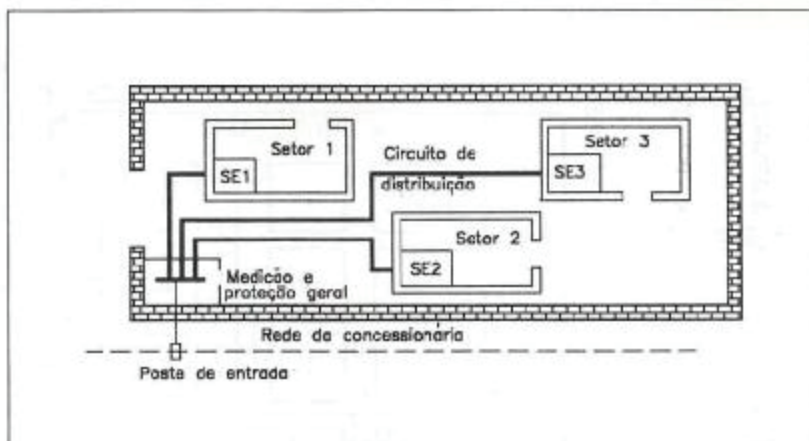 Setor 1
SE1
Circuito de
distribuição
Setor 3
SE3
Setor 2
SE2
Medição e
proteção geral
Rede da concessionária
Poste de entrada